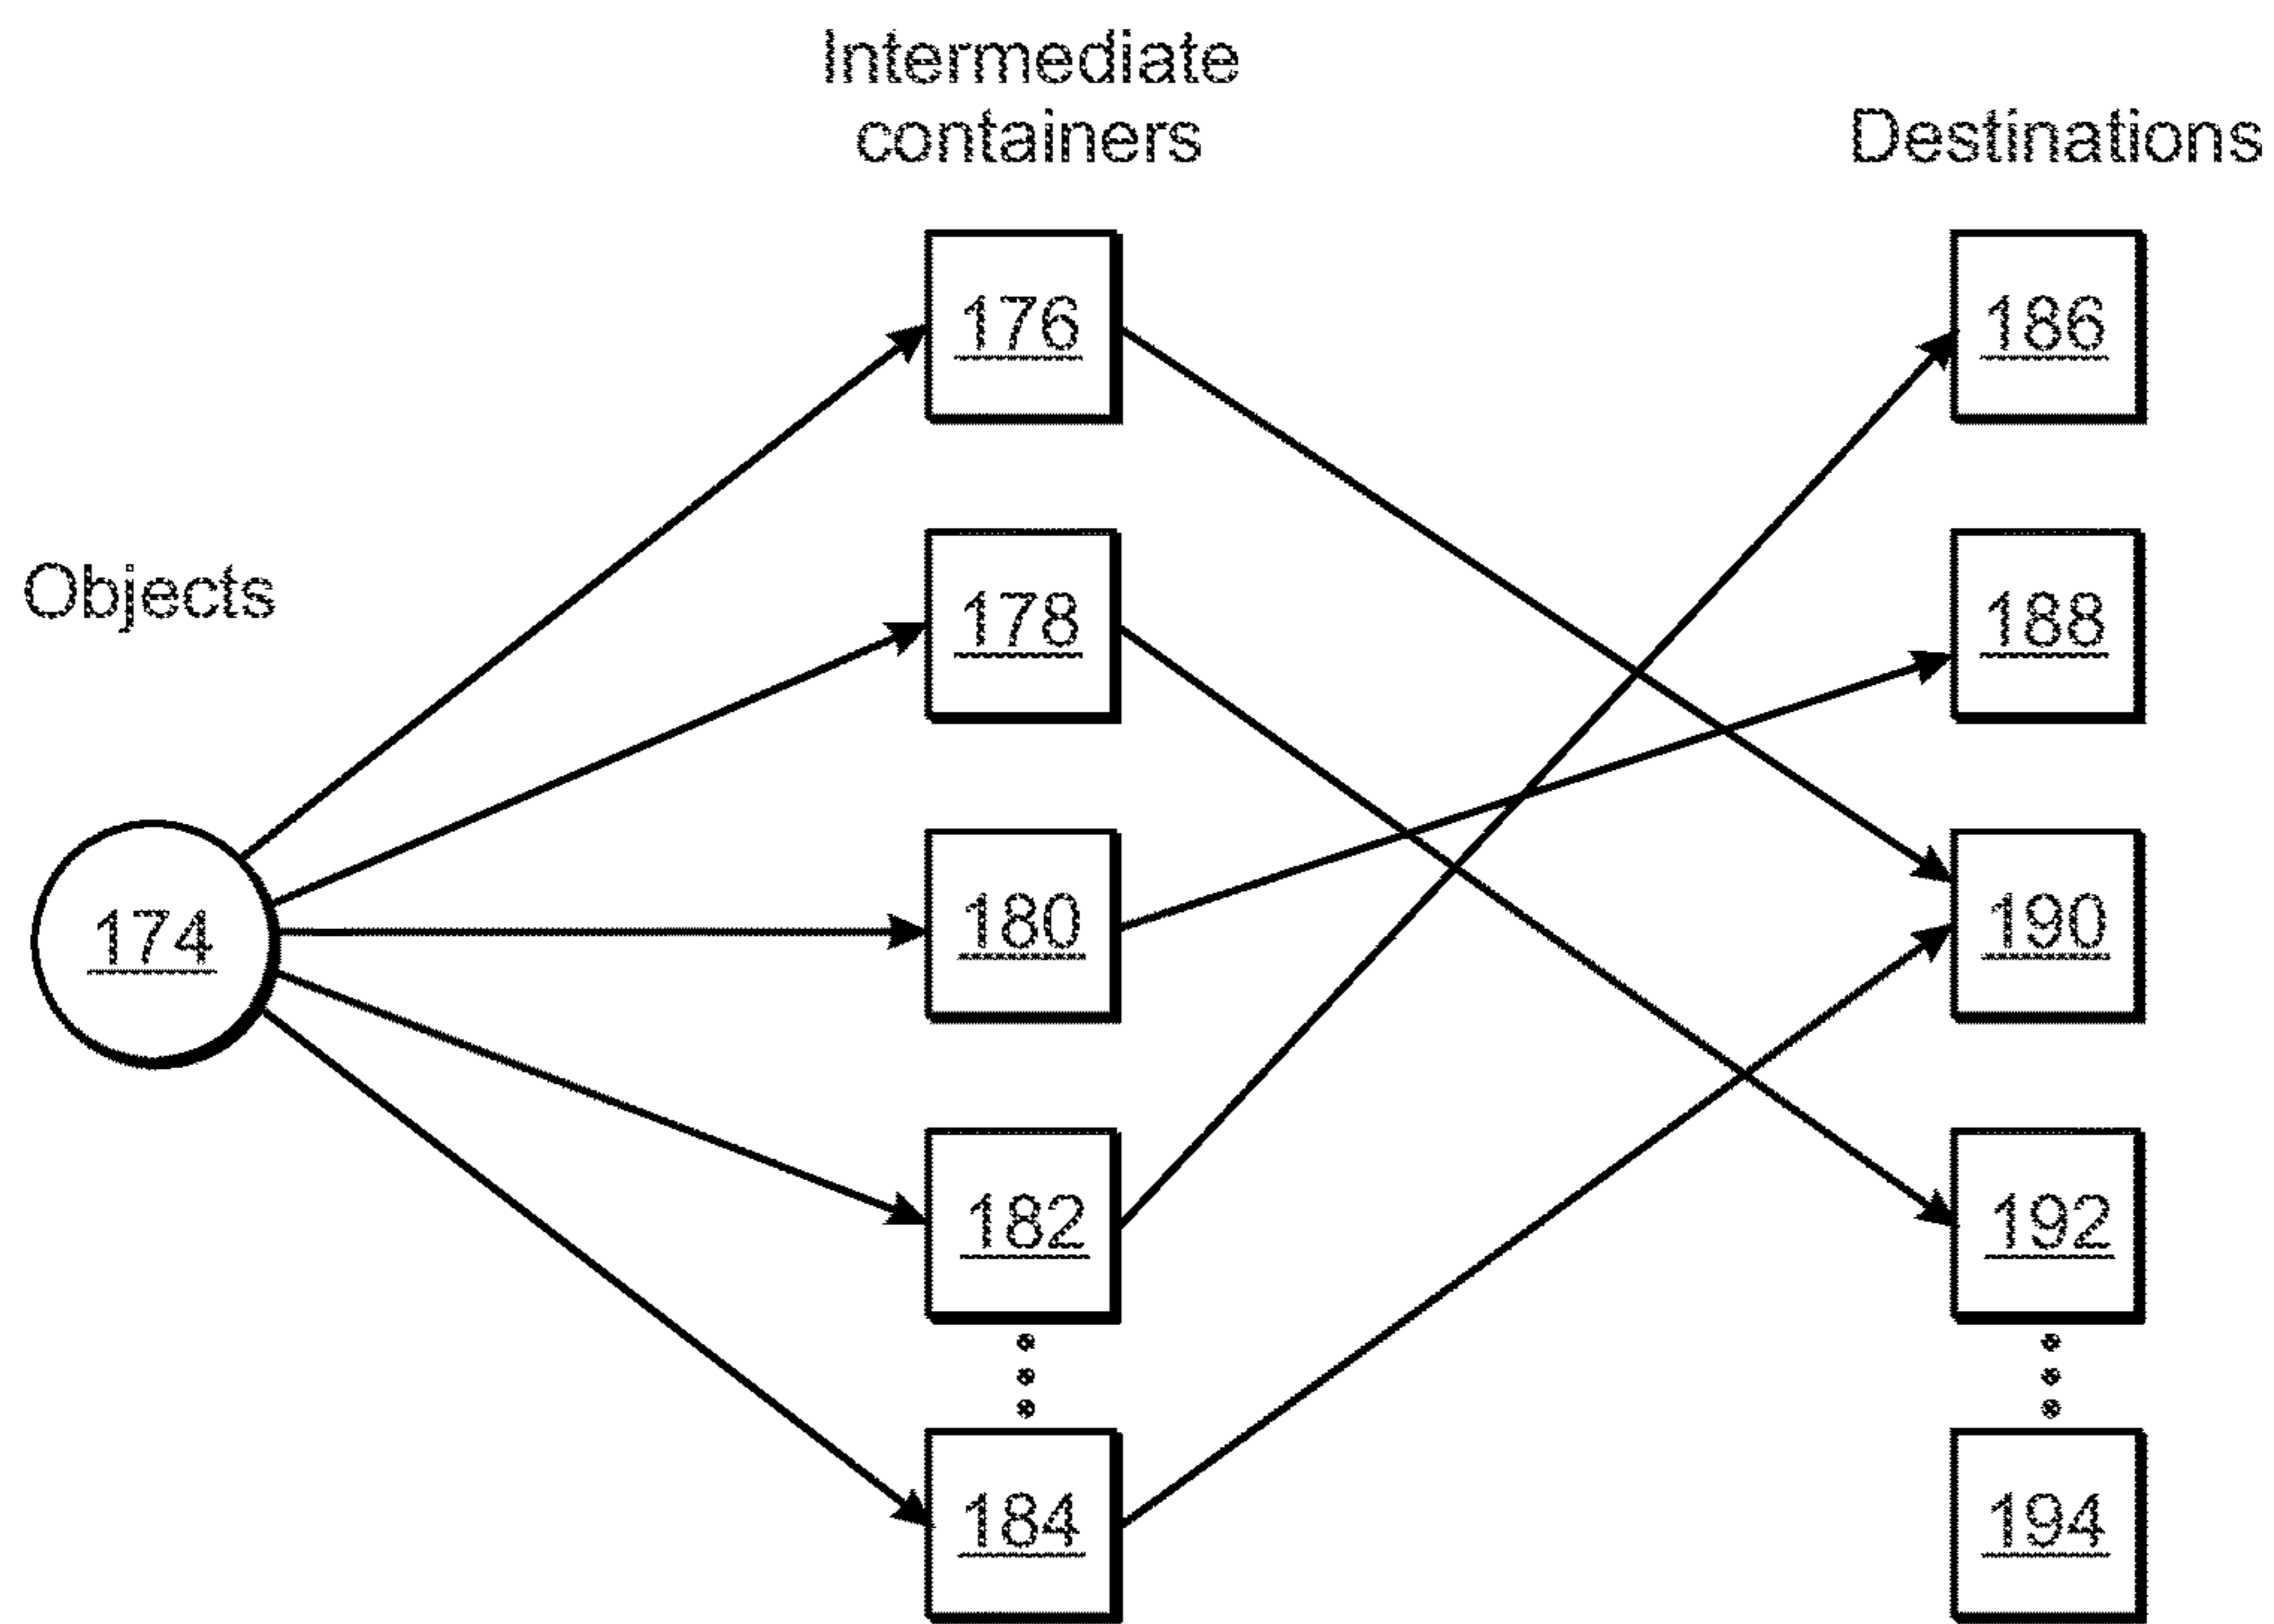 Intermediate
containers
Destinations
Objects
174
176
178
180
182
184
186
188
190
192
194